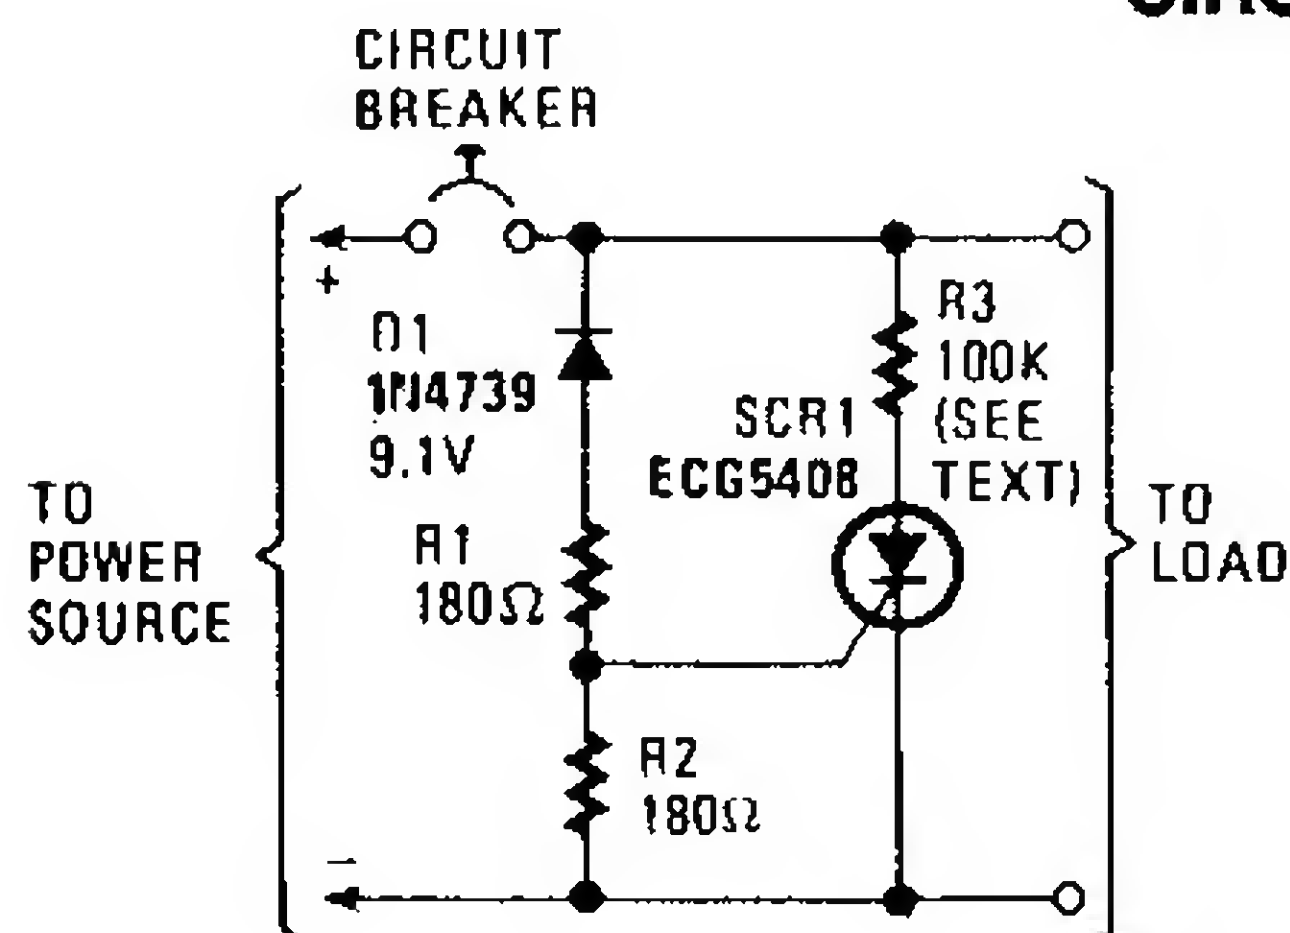 CIRCUIT
BREAKER
+
D1
1N4739
9.1V
R3
100K
(SEE
TEXT)
SCR1
ECG5408
TO
POWER
SOURCE
R1
180Ω
TO
LOAD
R2
180Ω
−